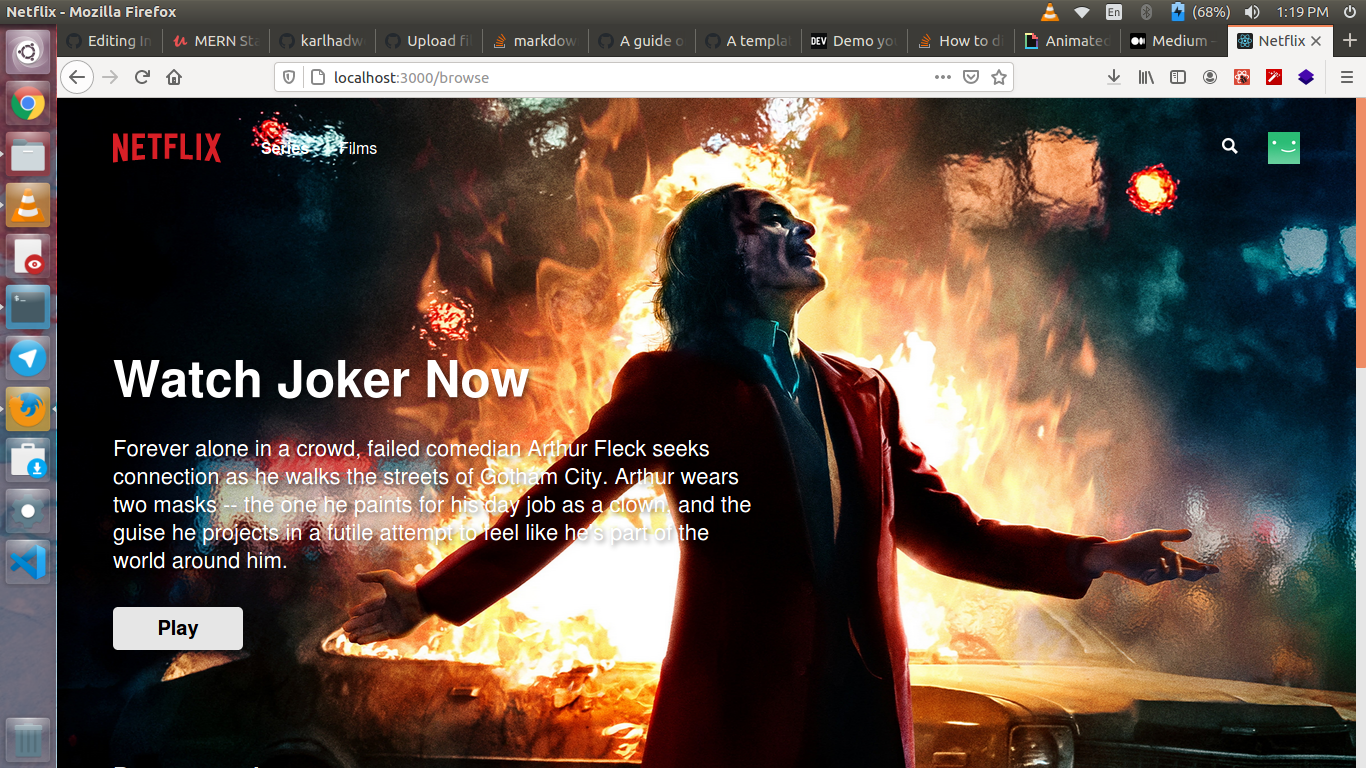 Netflix - Mozilla Firefox
En
(68%)
1:19 PM
Editing In
MERN Sta
karlhadw
Upload fil
markdow
A guide o
A templa
DEV
Demo you
How to di
Animated
Medium -
Netflix
localhost:3000/browse
NETFLIX
Series
Films
Watch Joker Now
Forever alone in a crowd, failed comedian Arthur Fleck seeks
connection as he walks the streets of Gotham City. Arthur wears
two masks -- the one he paints for his day job as a clown, and the
guise he projects in a futile attempt to feel like he's part of the
world around him.
Play